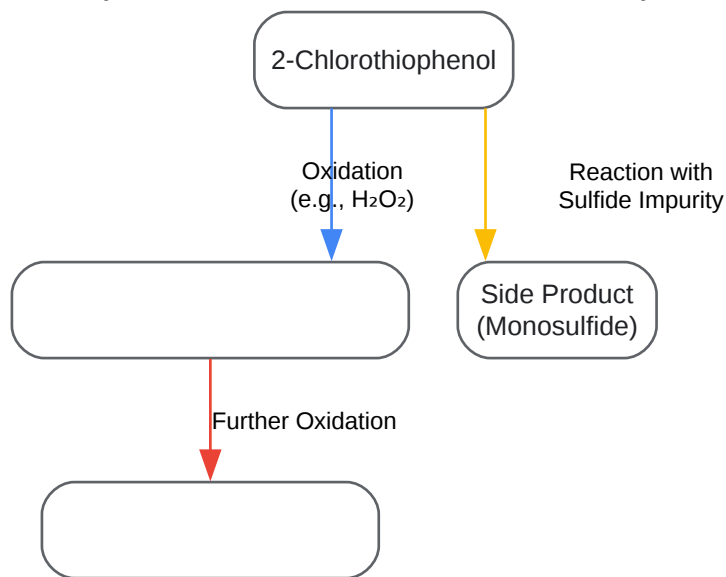 2-Chlorothiophenol
Oxidation
(e.g., H₂O₂)
Reaction with
Sulfide Impurity
Side Product
(Monosulfide)
Further Oxidation